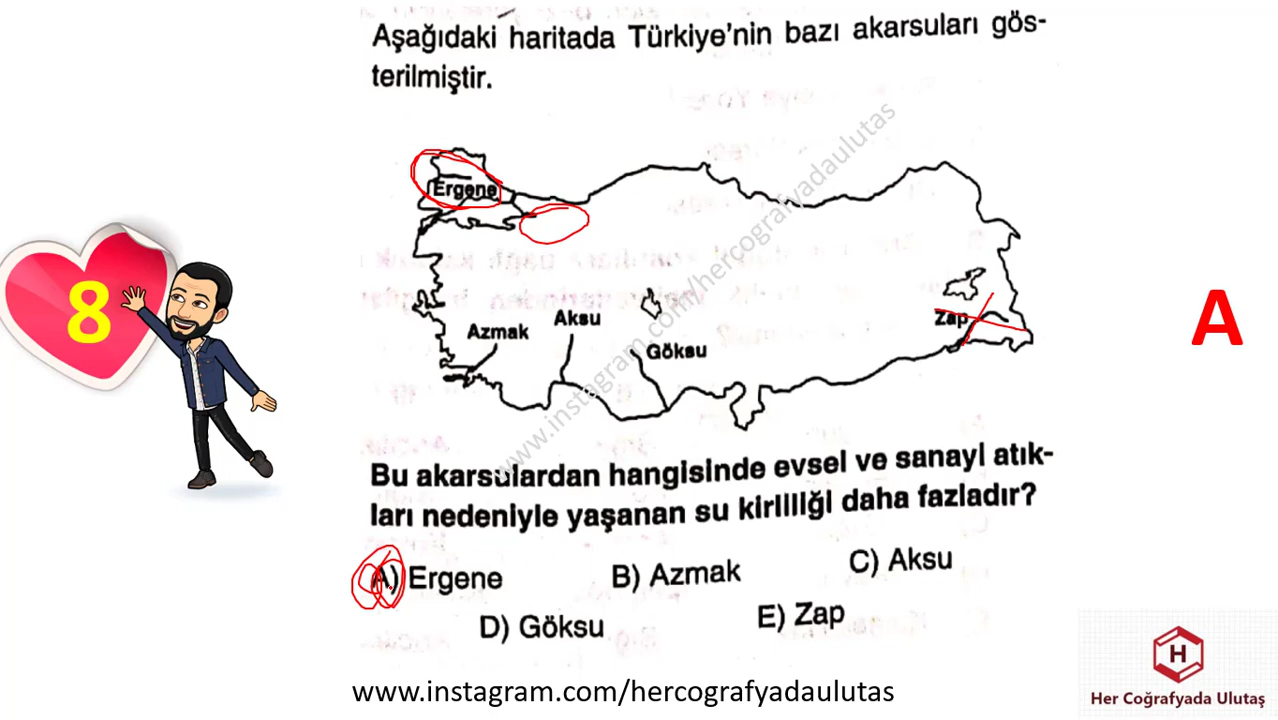 Aşağıdaki haritada Türkiye'nin bazı akarsuları gös-
terilmiştir.
www.instagram.com/hercografyadaulutas
Ergene
8
Zap
A
Aksu
Azmak
Göksu
Bu akarsulardan hangisinde evsel ve sanayi atık-
ları nedeniyle yaşanan su kirliliği daha fazladır?
A) Ergene B) Azmak C) Aksu
D) Göksu E) Zap
H
www.instagram.com/hercografyadaulutas
Her Coğrafyada Ulutaş